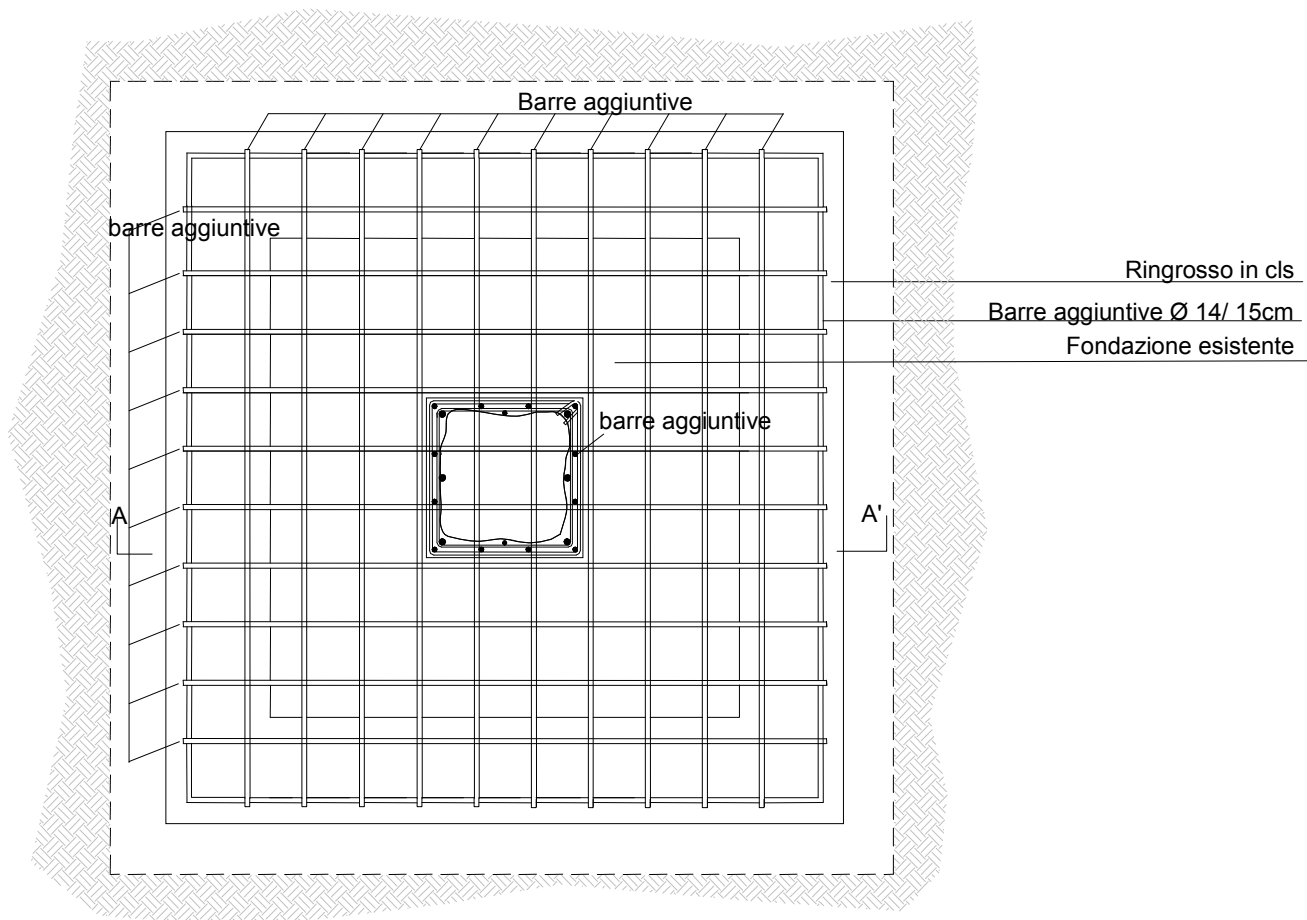 Barre aggiuntive
barre aggiuntive
Ringrosso in cls
Barre aggiuntive Ø 14/ 15cm
Fondazione esistente
barre aggiuntive
A
A'